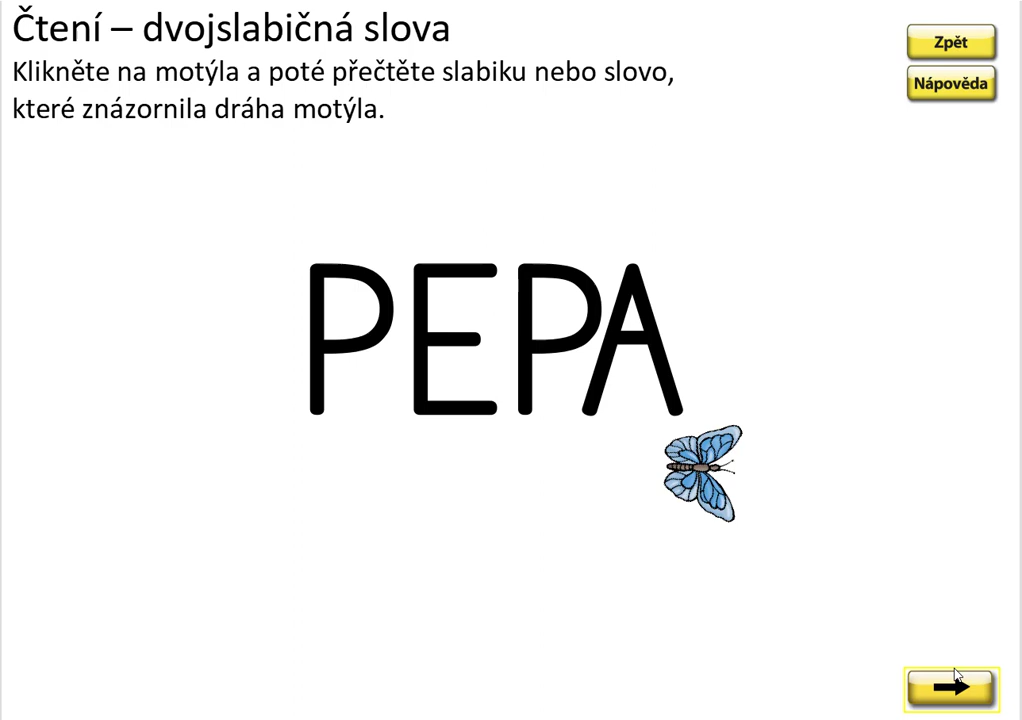 Čtení – dvojslabičná slova
Klikněte na motýla a poté přečtěte slabiku nebo slovo,
které znázornila dráha motýla.
Zpět
Nápověda
PEPA